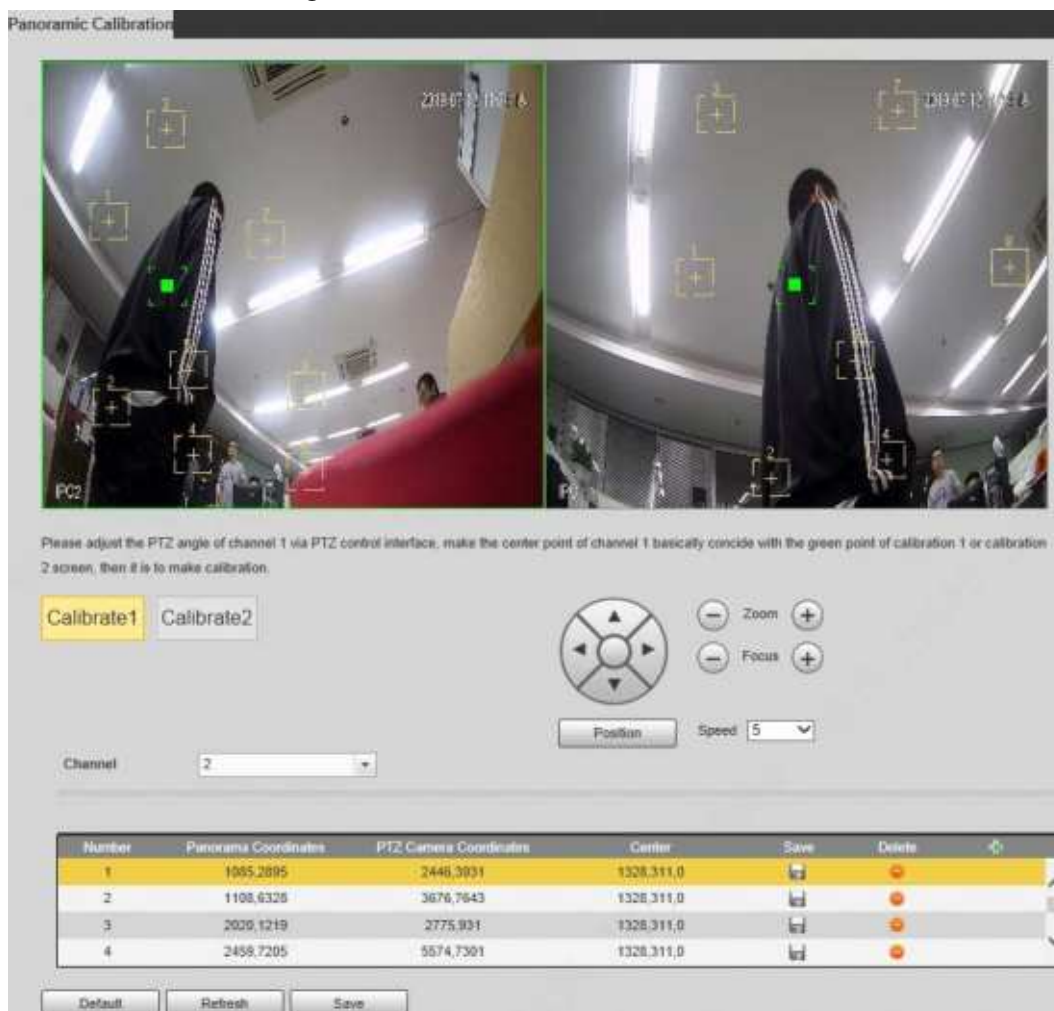 Panoramic Calibration
IPC2
Please adjust the PTZ angle of channel 1 via PTZ control interface, make the center point of channel 1 basically concide with the green point of calibration 1 or calibration
2 screen, then it is to make calibration.
Calibrate1 Calibrate2
Zoom
Focus
Position Speed 5
Channel 2
Number Panorama Coordinates PTZ Camera Coordinates Center Save Delete
1 1085,2895 2446,3931 1328,311,0
2 1108,6328 3676,7643 1328,311,0
3 2020,1219 2775,931 1328,311,0
4 2459,7205 5574,7301 1328,311,0
Default Refresh Save